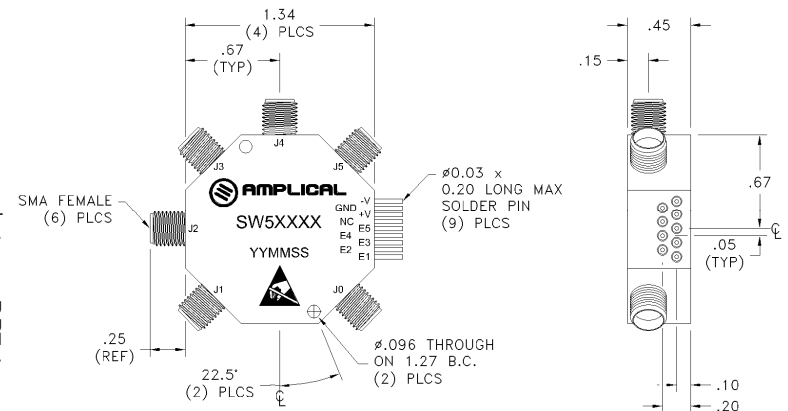 1.34
(4) PLCS
.67
(TYP)
.45
.15
J4
J3
J5
ø0.03 x
0.20 LONG MAX
SOLDER PIN
(9) PLCS
SMA FEMALE
(6) PLCS
AMPLICAL
-V
GND
+V
NC
E5
E4
E3
E2
E1
J2
SW5XXXX
YYMMSS
.67
.05
(TYP)
J1
J0
.25
(REF)
22.5°
(2) PLCS
ø.096 THROUGH
ON 1.27 B.C.
(2) PLCS
.10
.20